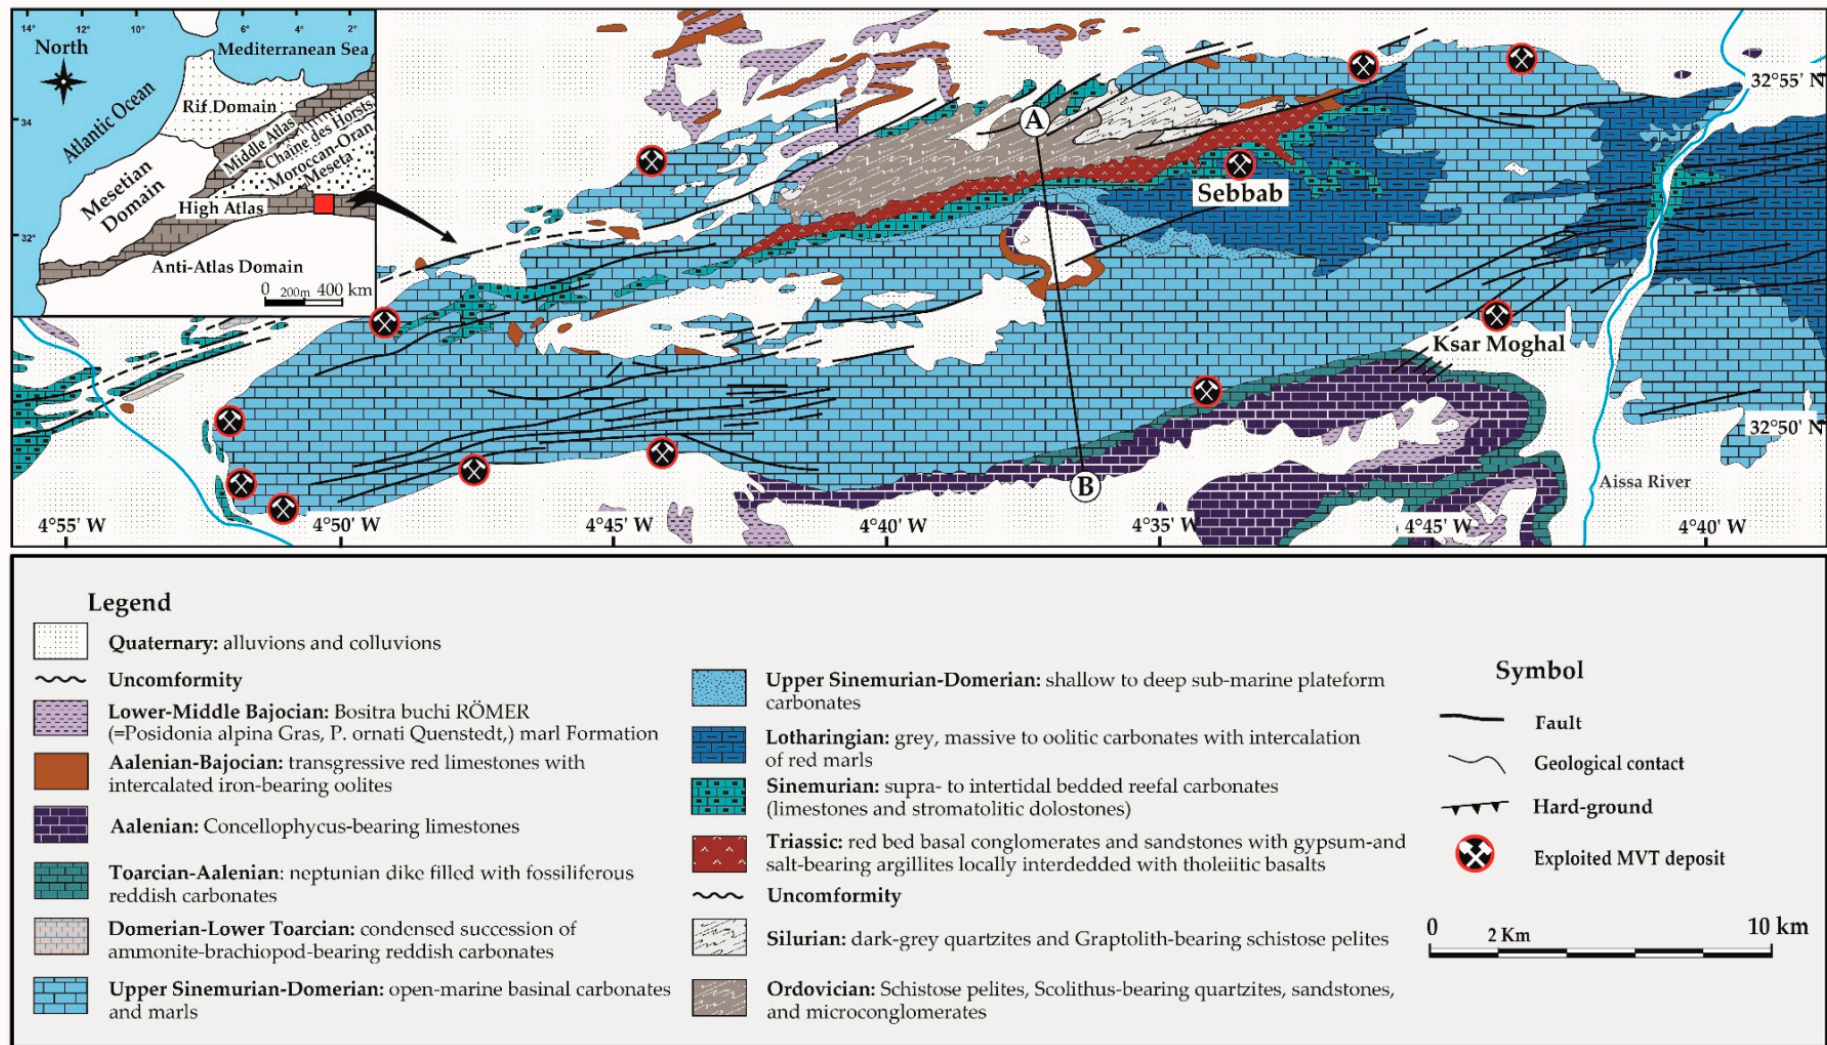 14° 12° 10° 6° 4° 2°
North
Mediterranean Sea
Atlantic Ocean
Rif Domain
34
Middle Atlas
Chaine des Horsts
Moroccan-Oran
Meseta
Mesetian
Domain
High Atlas
32°
Anti-Atlas Domain
0 200m 400 km
A
Sebbab
32°55' N
Ksar Moghal
32°50' N
B
Aissa River
4°55' W 4°50' W 4°45' W 4°40' W 4°35' W 4°45' W 4°40' W
Legend
Quaternary: alluvions and colluvions
Uncomformity
Lower-Middle Bajocian: Bositra buchi RÖMER
(=Posidonia alpina Gras, P. ornati Quenstedt,) marl Formation
Aalenian-Bajocian: transgressive red limestones with
intercalated iron-bearing oolites
Aalenian: Concellophycus-bearing limestones
Toarcian-Aalenian: neptunian dike filled with fossiliferous
reddish carbonates
Domerian-Lower Toarcian: condensed succession of
ammonite-brachiopod-bearing reddish carbonates
Upper Sinemurian-Domerian: open-marine basinal carbonates
and marls
Upper Sinemurian-Domerian: shallow to deep sub-marine plateform
carbonates
Lotharingian: grey, massive to oolitic carbonates with intercalation
of red marls
Sinemurian: supra- to intertidal bedded reefal carbonates
(limestones and stromatolitic dolostones)
Triassic: red bed basal conglomerates and sandstones with gypsum-and
salt-bearing argillites locally interdedded with tholeiitic basalts
Uncomformity
Silurian: dark-grey quartzites and Graptolith-bearing schistose pelites
Ordovician: Schistose pelites, Scolithus-bearing quartzites, sandstones,
and microconglomerates
Symbol
Fault
Geological contact
Hard-ground
Exploited MVT deposit
0 2 Km 10 km